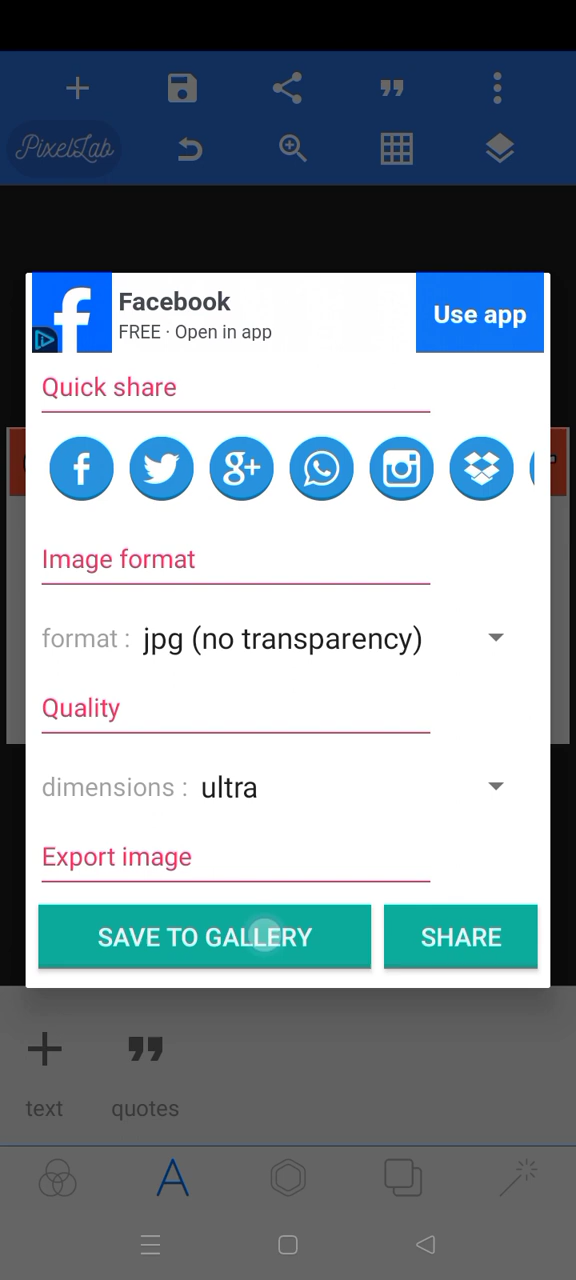 PixelLab
Facebook
FREE · Open in app
Use app
Quick share
Image format
format : jpg (no transparency)
Quality
dimensions : ultra
Export image
SAVE TO GALLERY
SHARE
text
quotes